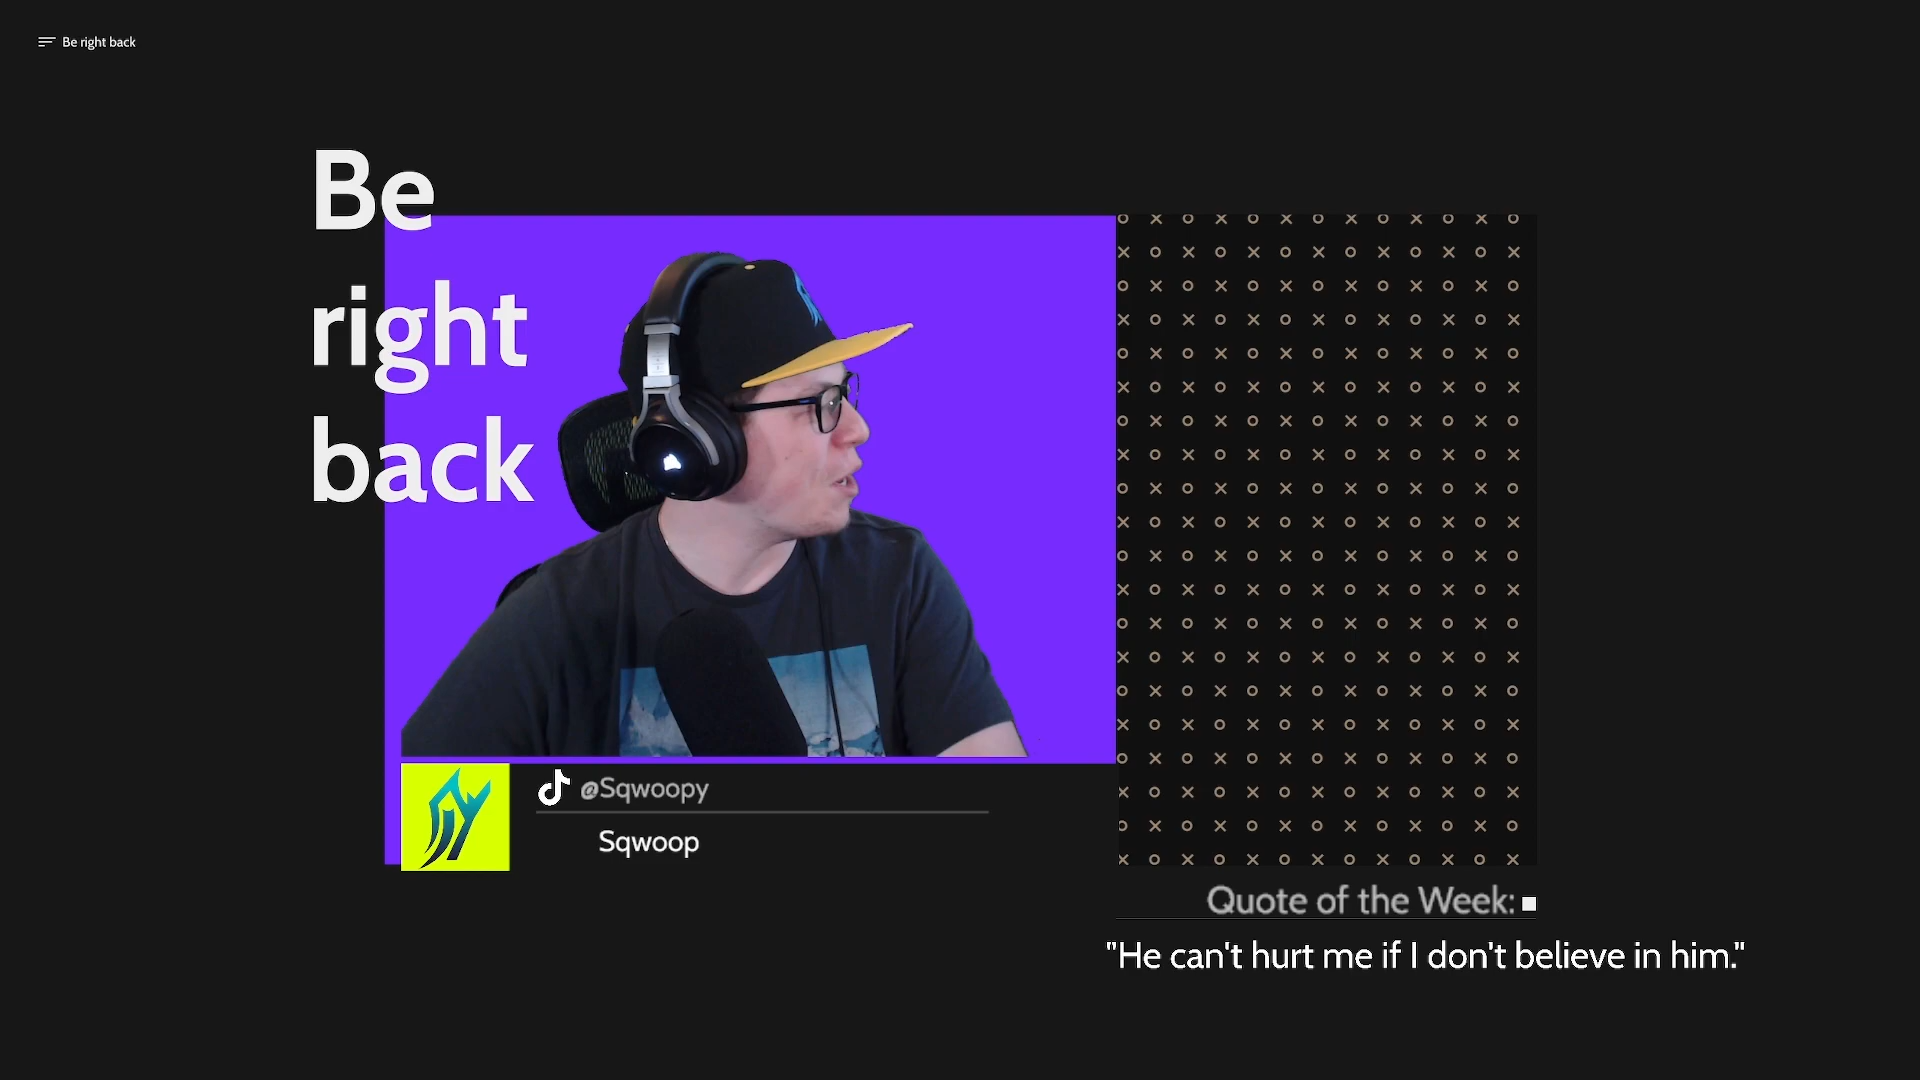 Be right back
Be
right
back
@Sqwoopy
Sqwoop
Quote of the Week:
"He can't hurt me if I don't believe in him."